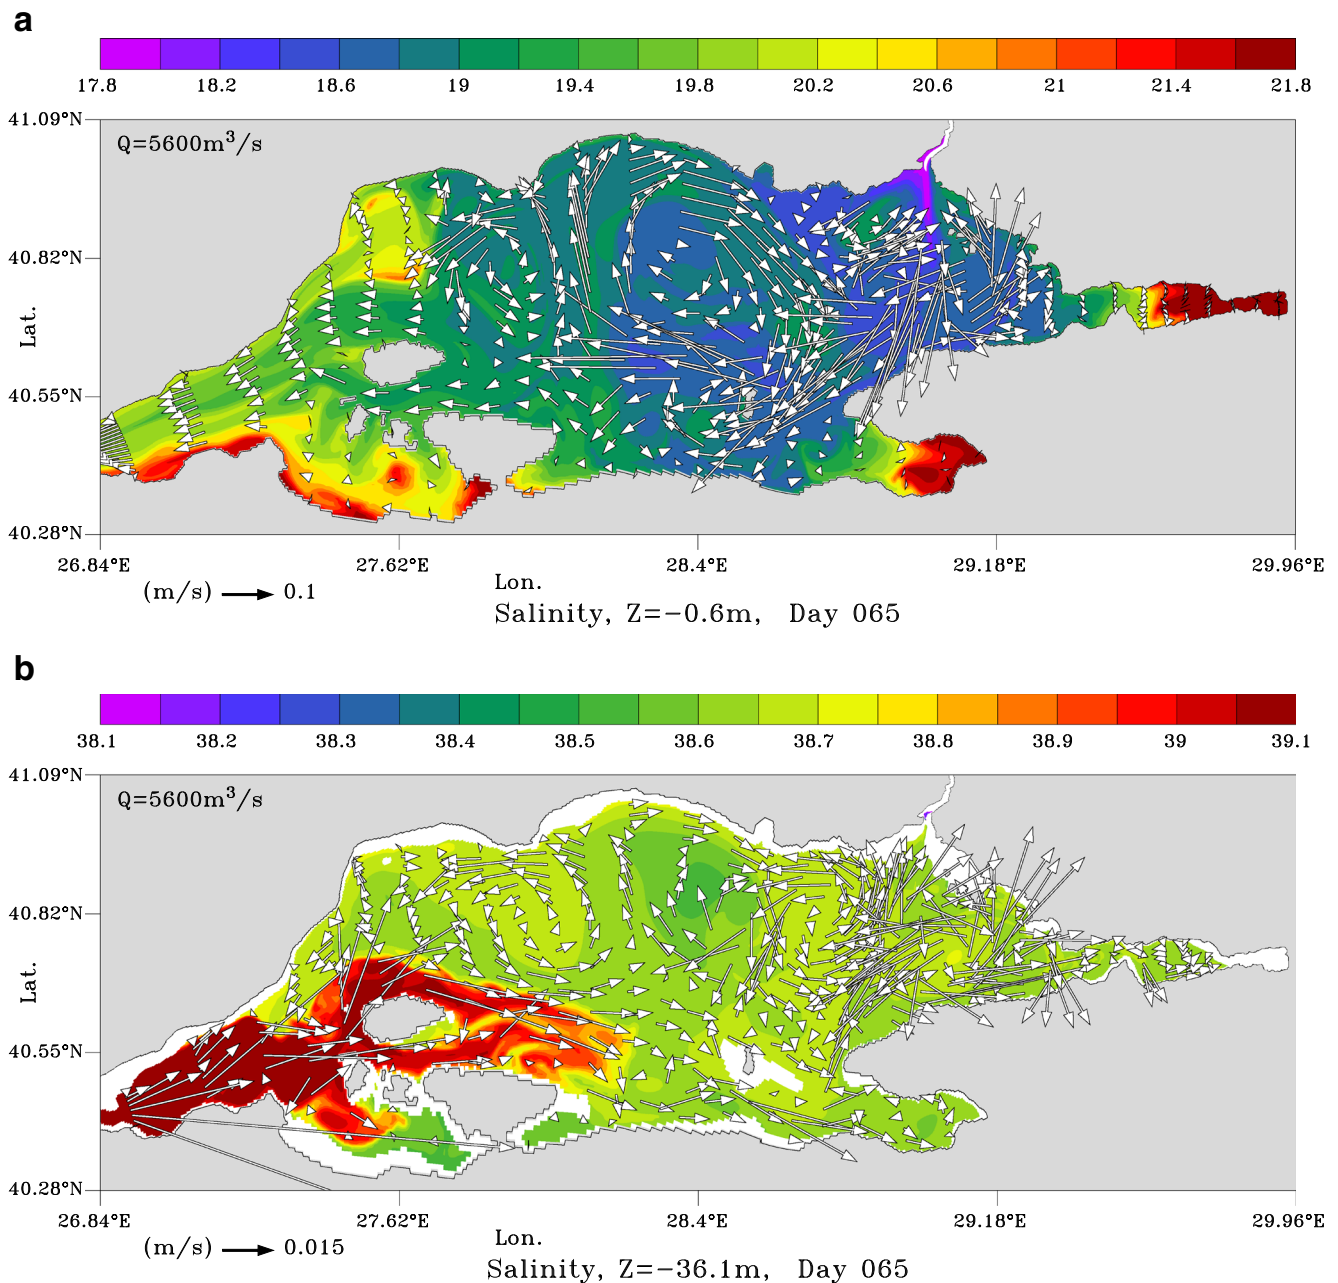 a
17.8 18.2 18.6 19 19.4 19.8 20.2 20.6 21 21.4 21.8
41.09°N
Q=5600m³/s
40.82°N
Lat.
40.55°N
40.28°N
26.84°E 27.62°E 28.4°E 29.18°E 29.96°E
(m/s) 0.1
Lon.
Salinity, Z=−0.6m, Day 065
b
38.1 38.2 38.3 38.4 38.5 38.6 38.7 38.8 38.9 39 39.1
41.09°N
Q=5600m³/s
40.82°N
Lat.
40.55°N
40.28°N
26.84°E 27.62°E 28.4°E 29.18°E 29.96°E
(m/s) 0.015
Lon.
Salinity, Z=−36.1m, Day 065